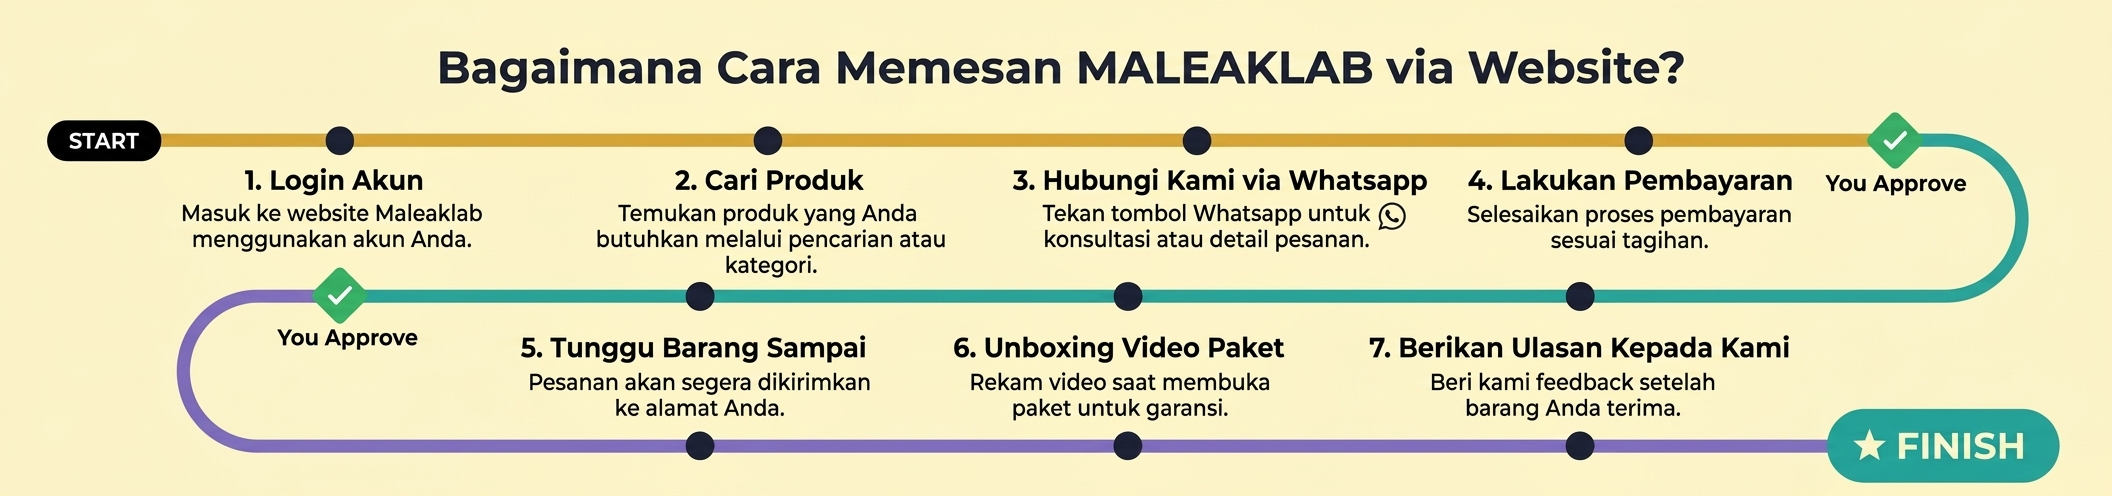 Bagaimana Cara Memesan MALEAKLAB via Website?
START
1. Login Akun
Masuk ke website Maleaklab
menggunakan akun Anda.
2. Cari Produk
Temukan produk yang Anda
butuhkan melalui pencarian atau
kategori.
3. Hubungi Kami via Whatsapp
Tekan tombol Whatsapp untuk
konsultasi atau detail pesanan.
4. Lakukan Pembayaran
Selesaikan proses pembayaran
sesuai tagihan.
You Approve
You Approve
5. Tunggu Barang Sampai
Pesanan akan segera dikirimkan
ke alamat Anda.
6. Unboxing Video Paket
Rekam video saat membuka
paket untuk garansi.
7. Berikan Ulasan Kepada Kami
Beri kami feedback setelah
barang Anda terima.
FINISH